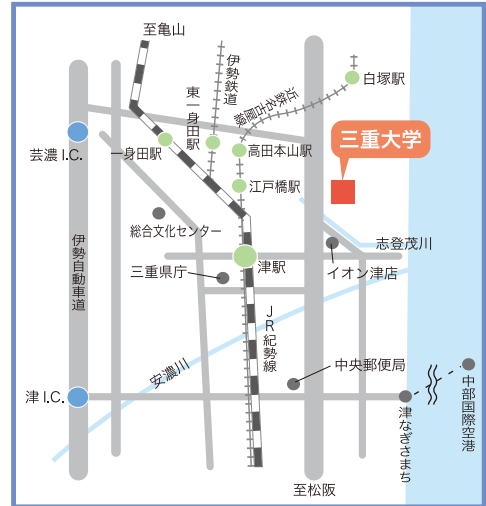 至亀山
伊勢鉄道
近鉄名古屋線
白塚駅
東一身田駅
三重大学
芸濃I.C.
一身田駅
高田本山駅
江戸橋駅
総合文化センター
志登茂川
伊勢自動車道
三重県庁
津駅
イオン津店
JR紀勢線
安濃川
中央郵便局
津I.C.
津なぎさまち
中部国際空港
至松阪